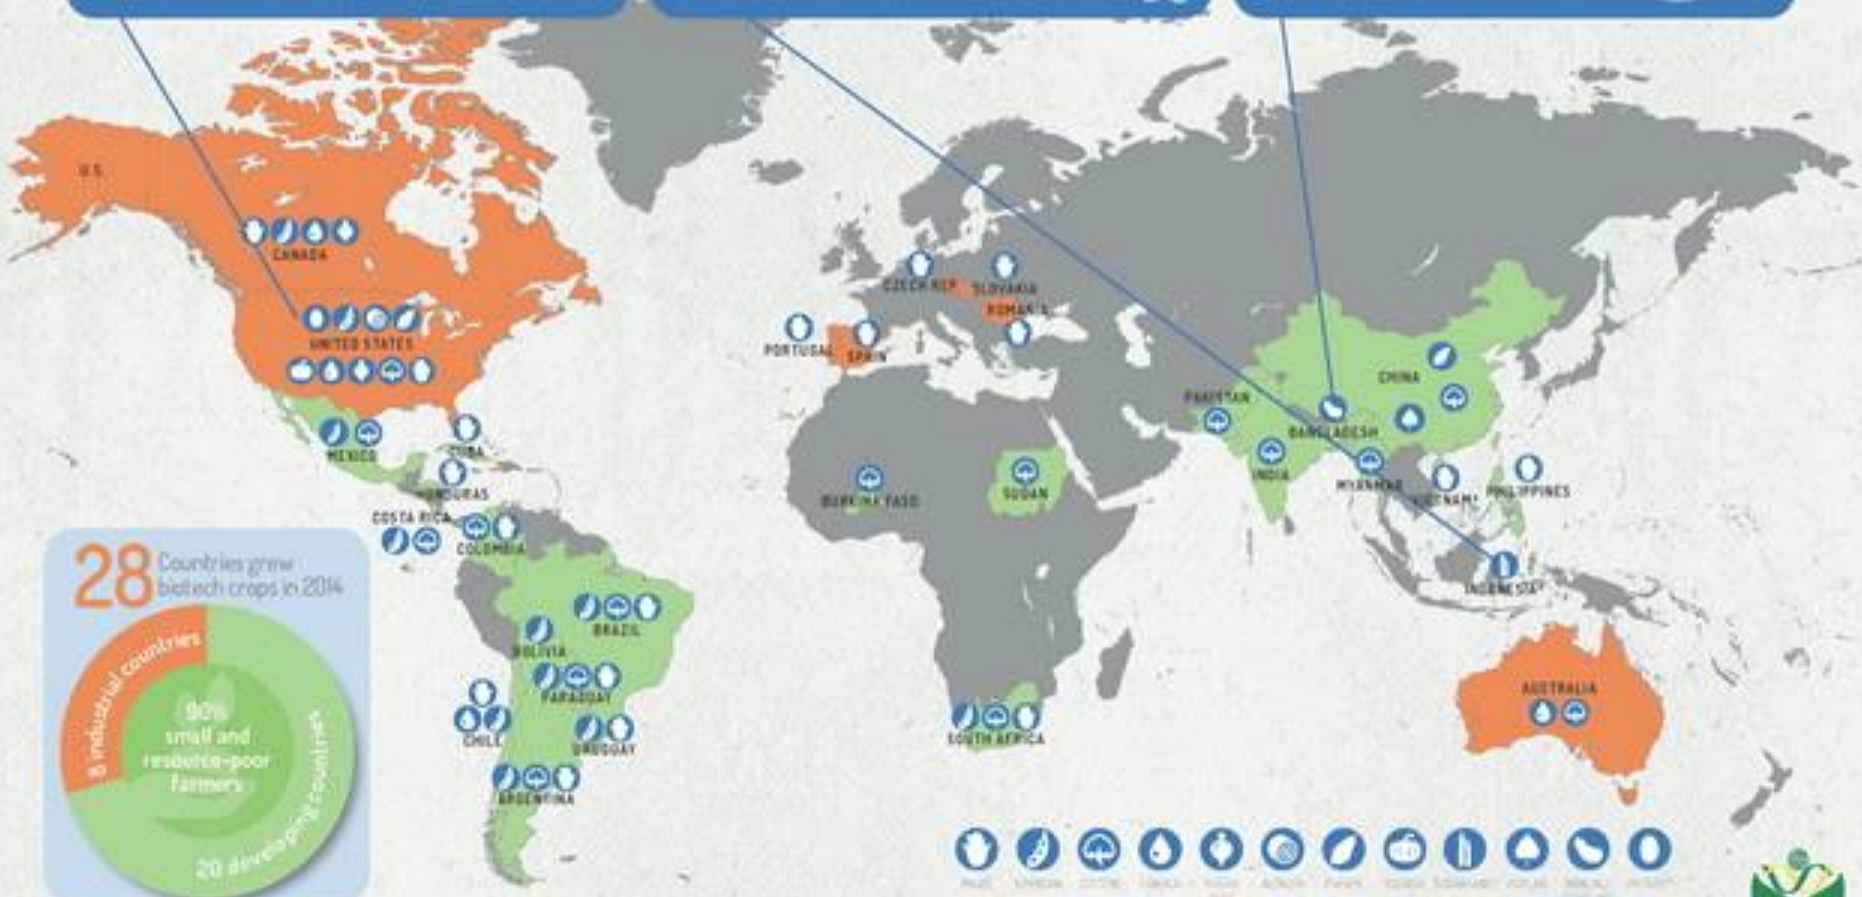 U.S.
CANADA
UNITED STATES
MEXICO
CUBA
HONDURAS
COSTA RICA
COLOMBIA
BRAZIL
BOLIVIA
PARAGUAY
CHILE
URUGUAY
ARGENTINA
CZECH REP
SLOVAKIA
ROMANIA
PORTUGAL
SPAIN
BURKINA FASO
SUDAN
SOUTH AFRICA
PAKISTAN
CHINA
BANGLADESH
INDIA
MYANMAR
VIETNAM*
PHILIPPINES
INDONESIA*
AUSTRALIA
28 Countries grew
biotech crops in 2014
8 industrial countries
90%
small and
resource-poor
farmers
20 developing countries